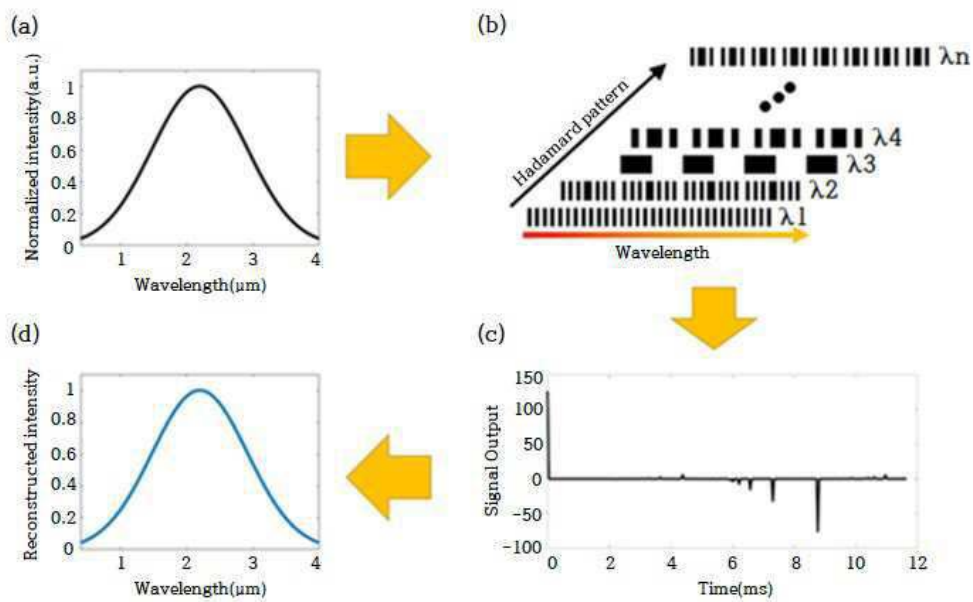 (a)
Normalized intensity(a.u.)
1
0.8
0.6
0.4
0.2
0
1 2 3 4
Wavelength(µm)
(b)
Hadamard pattern
λn
λ4
λ3
λ2
λ1
Wavelength
(d)
Reconstructed intensity
1
0.8
0.6
0.4
0.2
0
1 2 3 4
Wavelength(µm)
(c)
Signal Output
150
100
50
0
-50
-100
0 2 4 6 8 10 12
Time(ms)